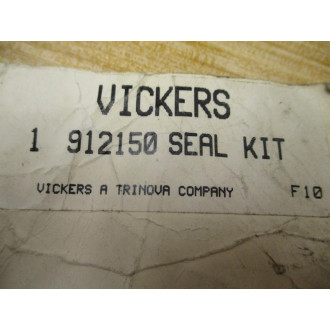 VICKERS
1 912150 SEAL KIT
VICKERS A TRINOVA COMPANY F10